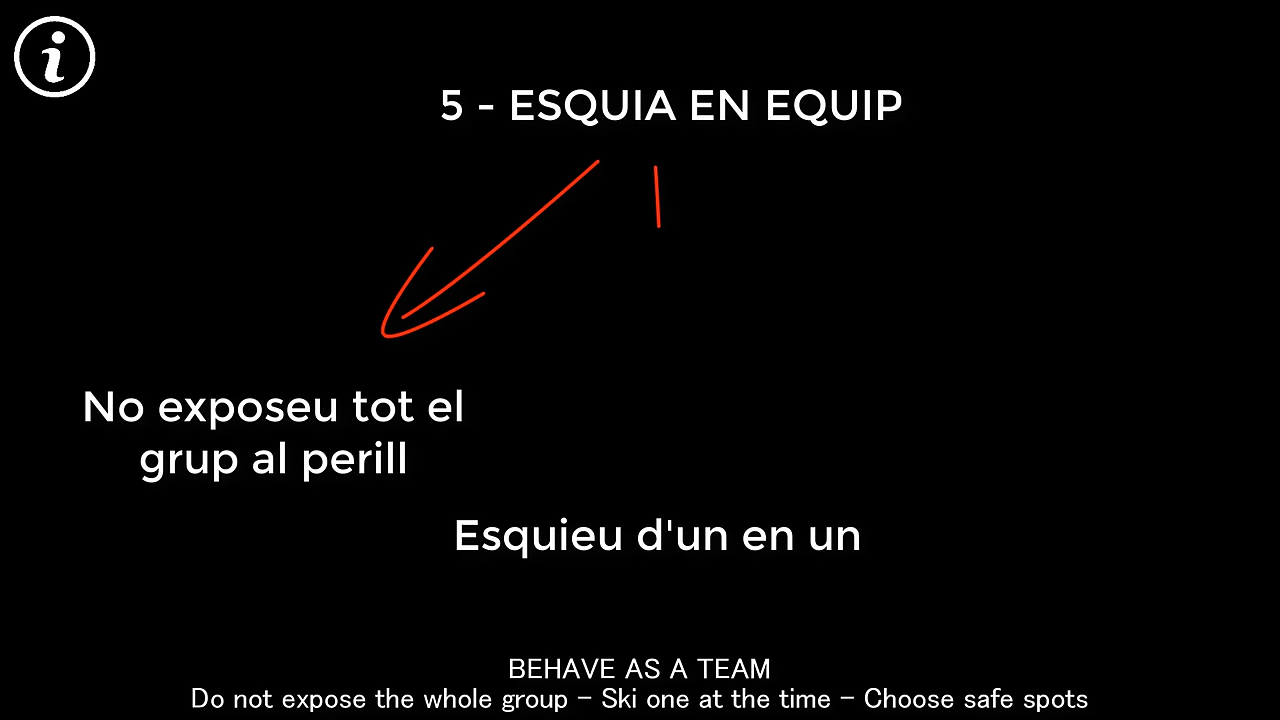 5 - ESQUIA EN EQUIP
No exposeu tot el
grup al perill
Esquieu d'un en un
BEHAVE AS A TEAM
Do not expose the whole group - Ski one at the time - Choose safe spots